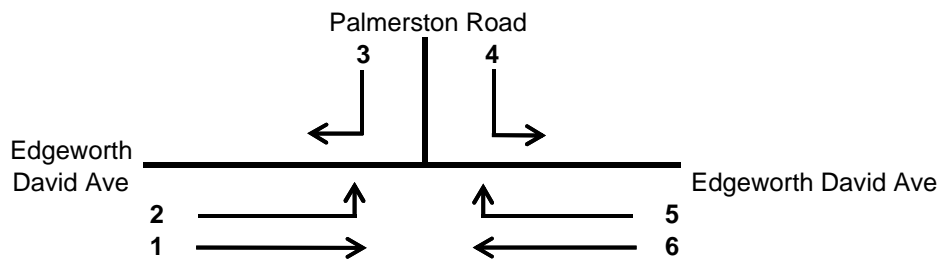 Palmerston Road
3 4
Edgeworth
David Ave
Edgeworth David Ave
2 5
1 6